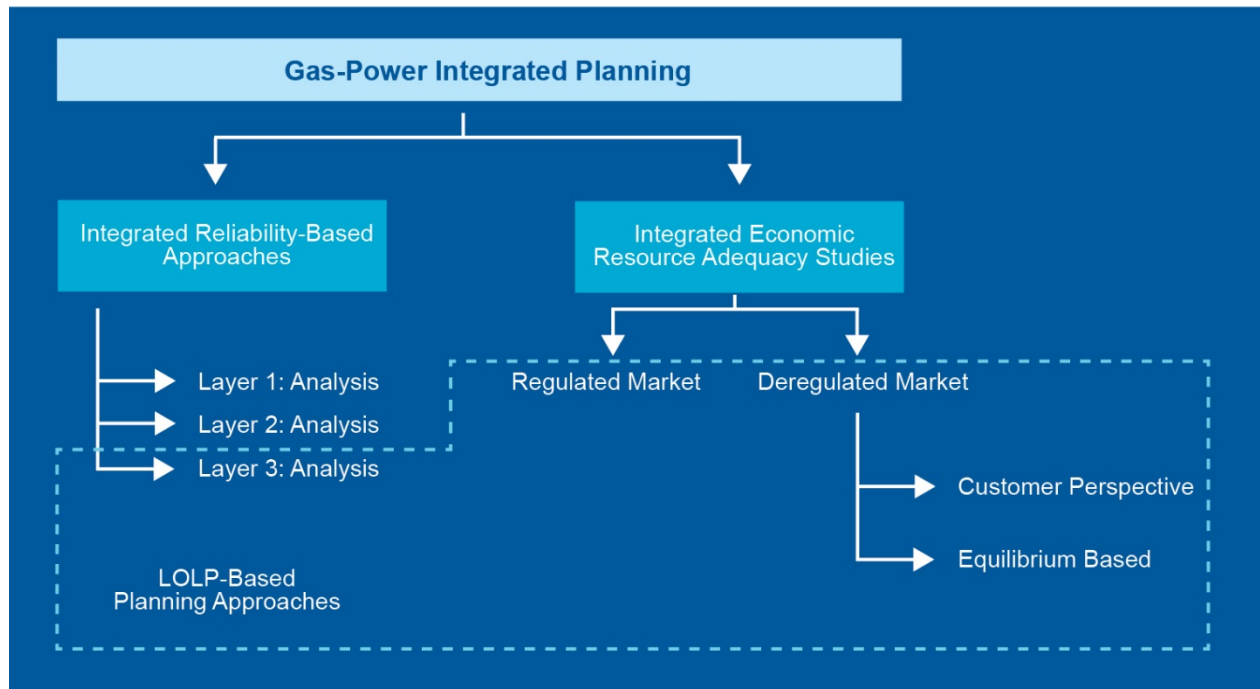 Gas-Power Integrated Planning
Integrated Reliability-Based
Approaches
Integrated Economic
Resource Adequacy Studies
Layer 1: Analysis
Layer 2: Analysis
Layer 3: Analysis
Regulated Market
Deregulated Market
Customer Perspective
Equilibrium Based
LOLP-Based
Planning Approaches